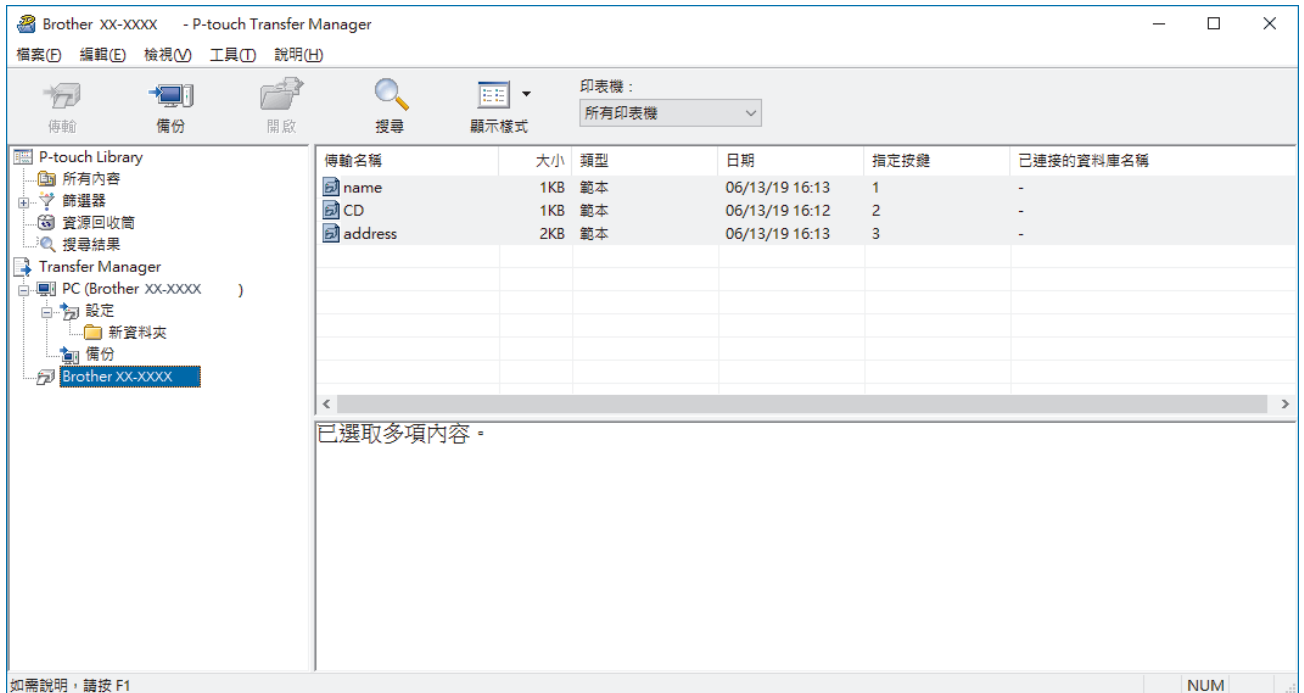 Brother XX-XXXX - P-touch Transfer Manager
檔案(F) 編輯(E) 檢視(V) 工具(T) 說明(H)
傳輸 備份 開啟 搜尋 顯示樣式
印表機：
所有印表機
P-touch Library
所有內容
篩選器
資源回收筒
搜尋結果
Transfer Manager
PC (Brother XX-XXXX )
設定
新資料夾
備份
Brother XX-XXXX
傳輸名稱 大小 類型 日期 指定按鍵 已連接的資料庫名稱
name 1KB 範本 06/13/19 16:13 1 -
CD 1KB 範本 06/13/19 16:12 2 -
address 2KB 範本 06/13/19 16:13 3 -
已選取多項內容。
如需說明，請按 F1
NUM